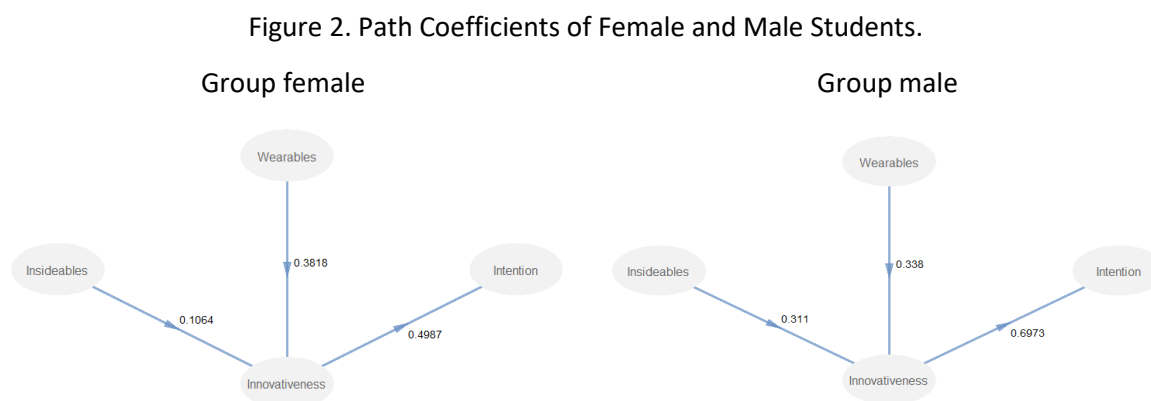 Figure 2. Path Coefficients of Female and Male Students.
Group female
Group male
Wearables
Wearables
0.3818
0.338
Insideables
Intention
Insideables
Intention
0.1064
0.4987
0.311
0.6973
Innovativeness
Innovativeness